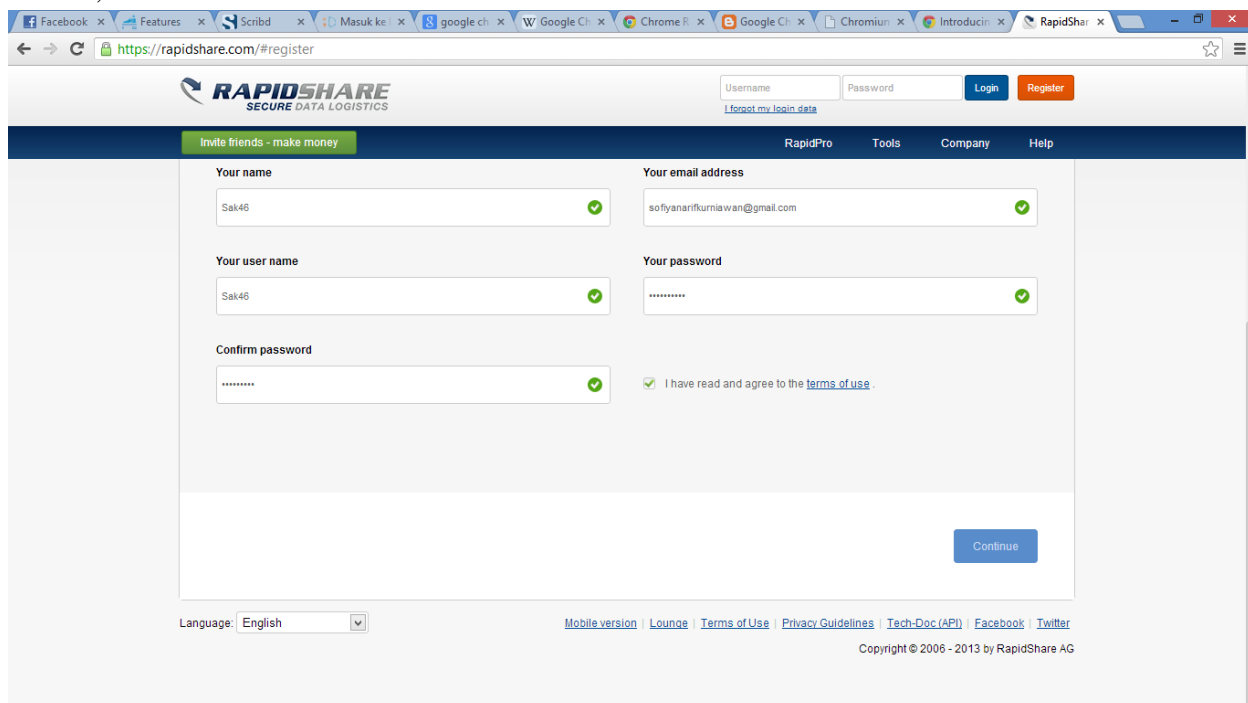 Facebook Features Scribd :D Masuk ke google ch Google Ch Chrome R Google Ch Chromiun Introducin RapidShar
https://rapidshare.com/#register
RAPIDSHARE
SECURE DATA LOGISTICS
Username Password Login Register
I forgot my login data
Invite friends - make money RapidPro Tools Company Help
Your name Your email address
Sak46 sofiyanarifkurniawan@gmail.com
Your user name Your password
Sak46 ••••••••••
Confirm password
••••••••• I have read and agree to the terms of use .
Continue
Language: English Mobile version | Lounge | Terms of Use | Privacy Guidelines | Tech-Doc (API) | Facebook | Twitter
Copyright © 2006 - 2013 by RapidShare AG